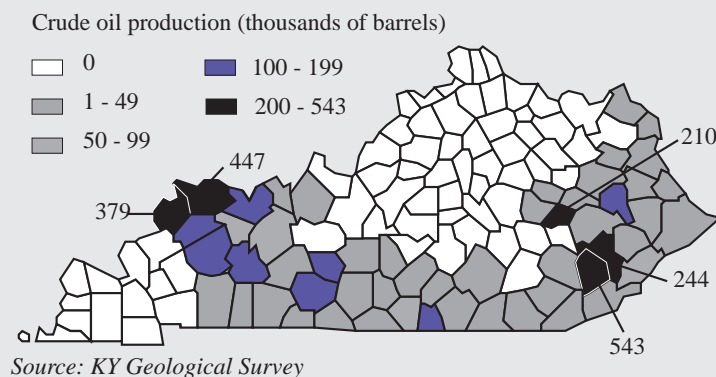 Crude oil production (thousands of barrels)
0
100 - 199
1 - 49
200 - 543
50 - 99
210
447
379
244
543
Source: KY Geological Survey